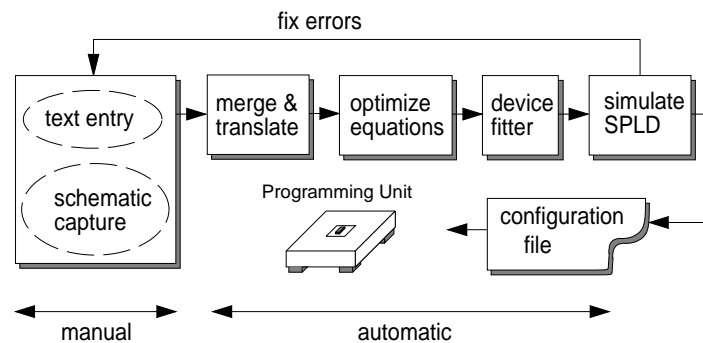 fix errors
text entry
schematic
capture
merge &
translate
optimize
equations
device
fitter
simulate
SPLD
Programming Unit
configuration
file
manual
automatic